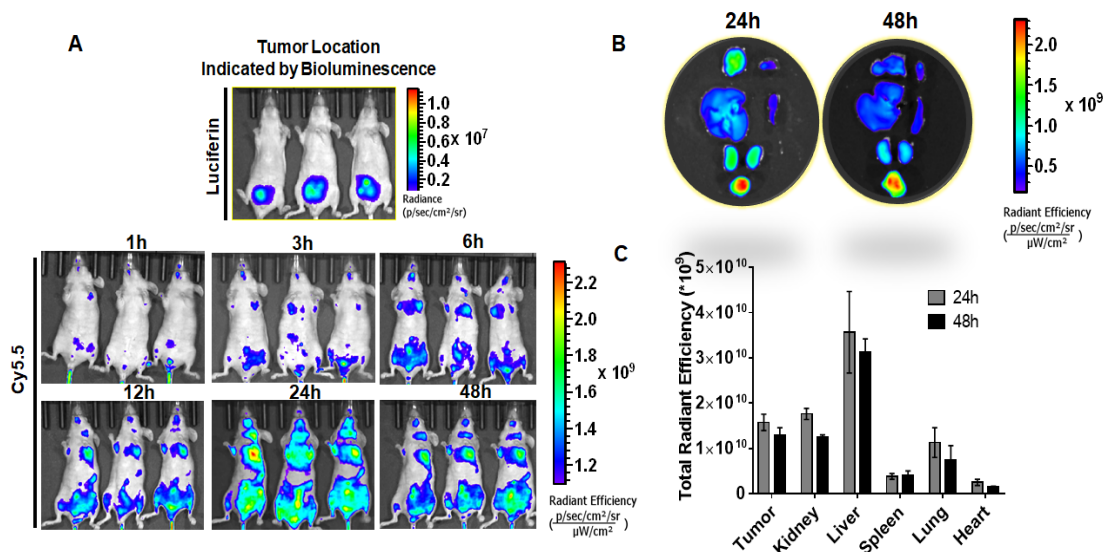 A
Tumor Location
Indicated by Bioluminescence
Luciferin
1.0
0.6
x 10⁷
0.2
Radiance
(p/sec/cm²/sr)
1h
3h
6h
Cy5.5
12h
24h
48h
2.2
2.0
1.8
x 10⁹
1.6
1.4
1.2
Radiant Efficiency
(p/sec/cm²/sr
μW/cm²)
B
24h
48h
2.0
1.5
x 10⁹
1.0
0.5
Radiant Efficiency
(p/sec/cm²/sr
μW/cm²)
C
Total Radiant Efficiency (*10⁹)
5×10¹⁰
4×10¹⁰
3×10¹⁰
2×10¹⁰
1×10¹⁰
0
24h
48h
Tumor
Kidney
Liver
Spleen
Lung
Heart